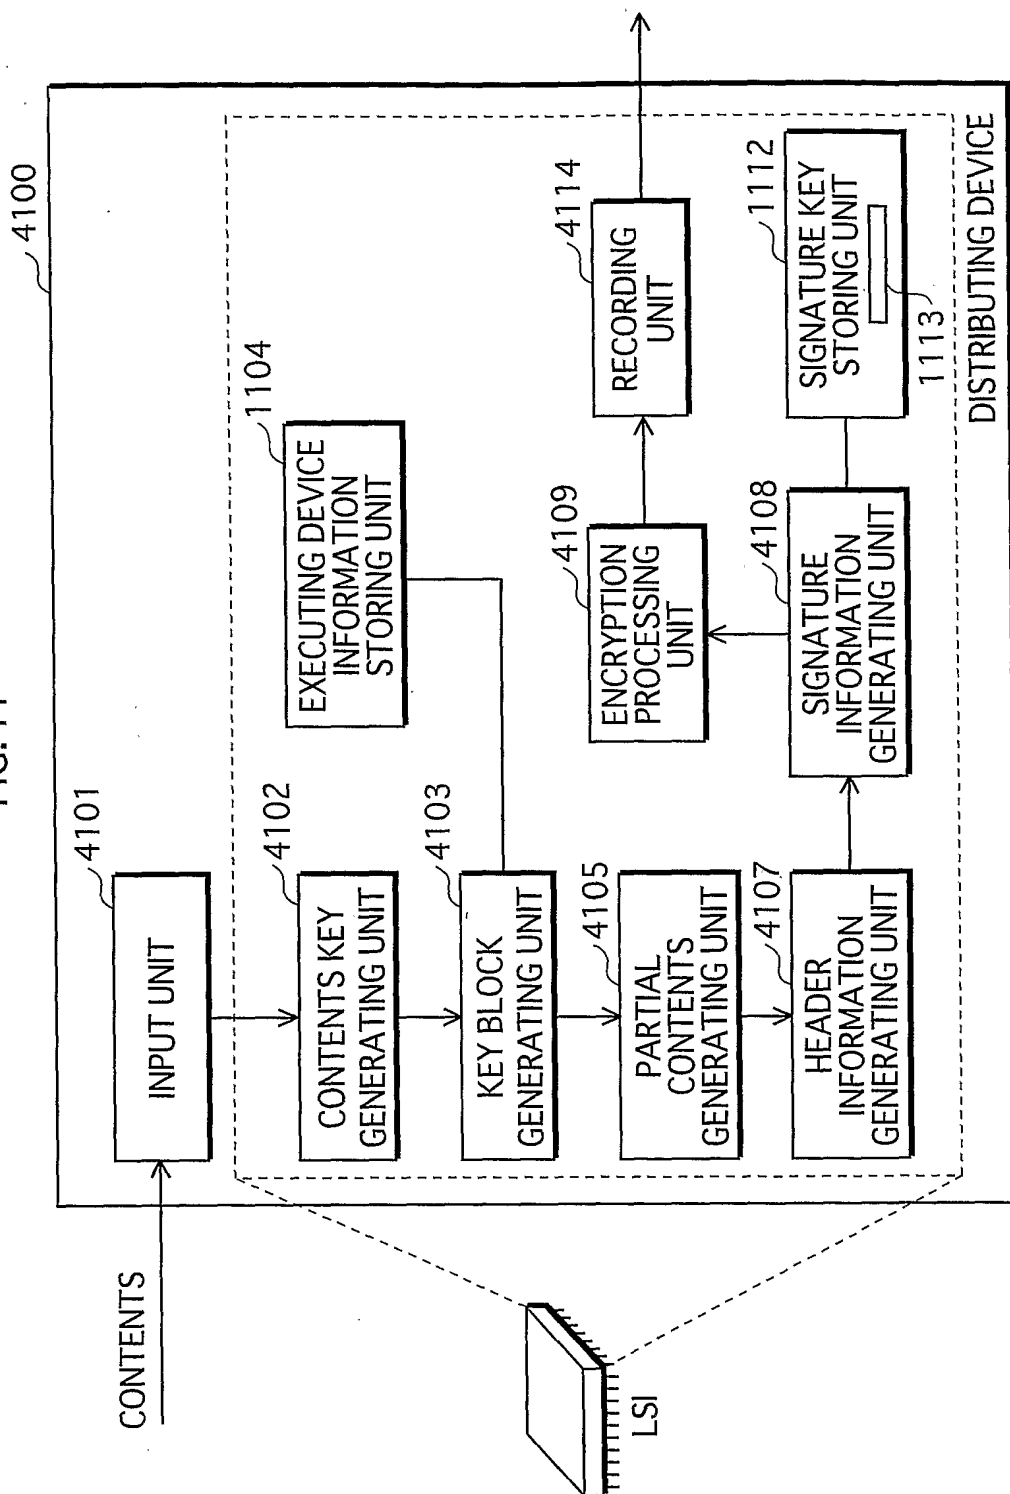 4100
CONTENTS
4101
INPUT UNIT
4102
CONTENTS KEY
GENERATING UNIT
4103
KEY BLOCK
GENERATING UNIT
1104
EXECUTING DEVICE
INFORMATION
STORING UNIT
4105
PARTIAL
CONTENTS
GENERATING UNIT
4107
HEADER
INFORMATION
GENERATING UNIT
4109
ENCRYPTION
PROCESSING
UNIT
4114
RECORDING
UNIT
4108
SIGNATURE
INFORMATION
GENERATING UNIT
1112
SIGNATURE KEY
STORING UNIT
1113
DISTRIBUTING DEVICE
LSI